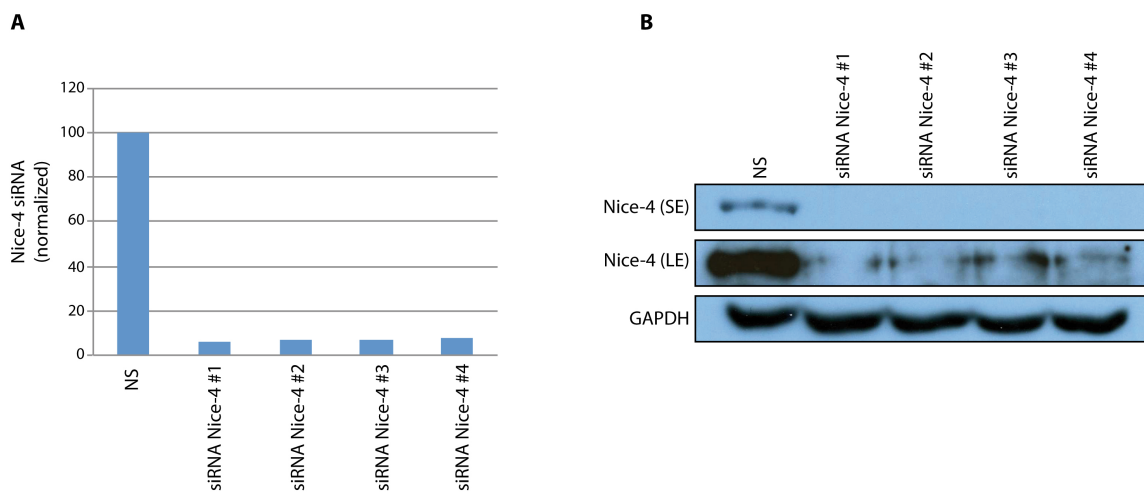 A
Nice-4 siRNA
(normalized)
120
100
80
60
40
20
0
NS
siRNA Nice-4 #1
siRNA Nice-4 #2
siRNA Nice-4 #3
siRNA Nice-4 #4
B
NS
siRNA Nice-4 #1
siRNA Nice-4 #2
siRNA Nice-4 #3
siRNA Nice-4 #4
Nice-4 (SE)
Nice-4 (LE)
GAPDH